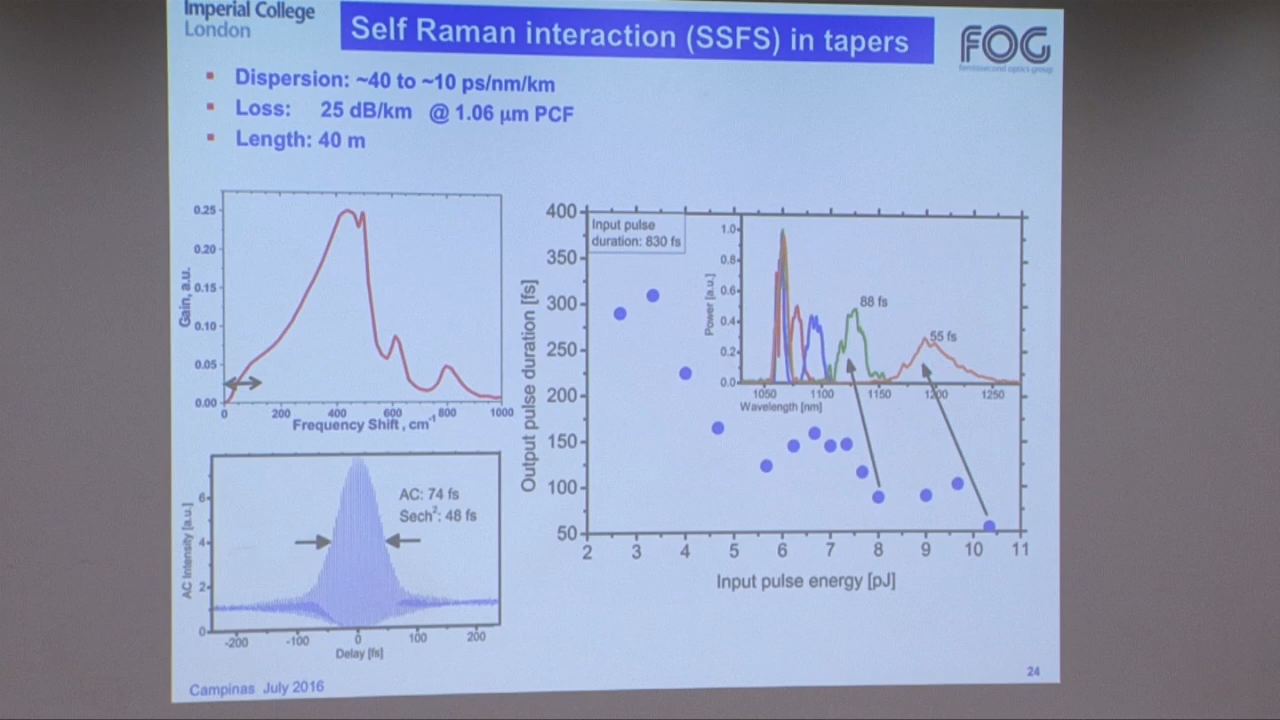 Imperial College
London
Self Raman interaction (SSFS) in tapers
FOG
femtosecond optics group
Dispersion: ~40 to ~10 ps/nm/km
Loss: 25 dB/km @ 1.06 µm PCF
Length: 40 m
Gain, a.u.
0.25
0.20
0.15
0.10
0.05
0.00
0 200 400 600 800 1000
Frequency Shift , cm⁻¹
AC Intensity [a.u.]
6
4
2
0
AC: 74 fs
Sech²: 48 fs
-200 -100 0 100 200
Delay [fs]
Output pulse duration [fs]
400
350
300
250
200
150
100
50
Input pulse
duration: 830 fs
2 3 4 5 6 7 8 9 10 11
Input pulse energy [pJ]
Power [a.u.]
1.0
0.8
0.6
0.4
0.2
0.0
88 fs
55 fs
1050 1100 1150 1200 1250
Wavelength [nm]
Campinas July 2016
24